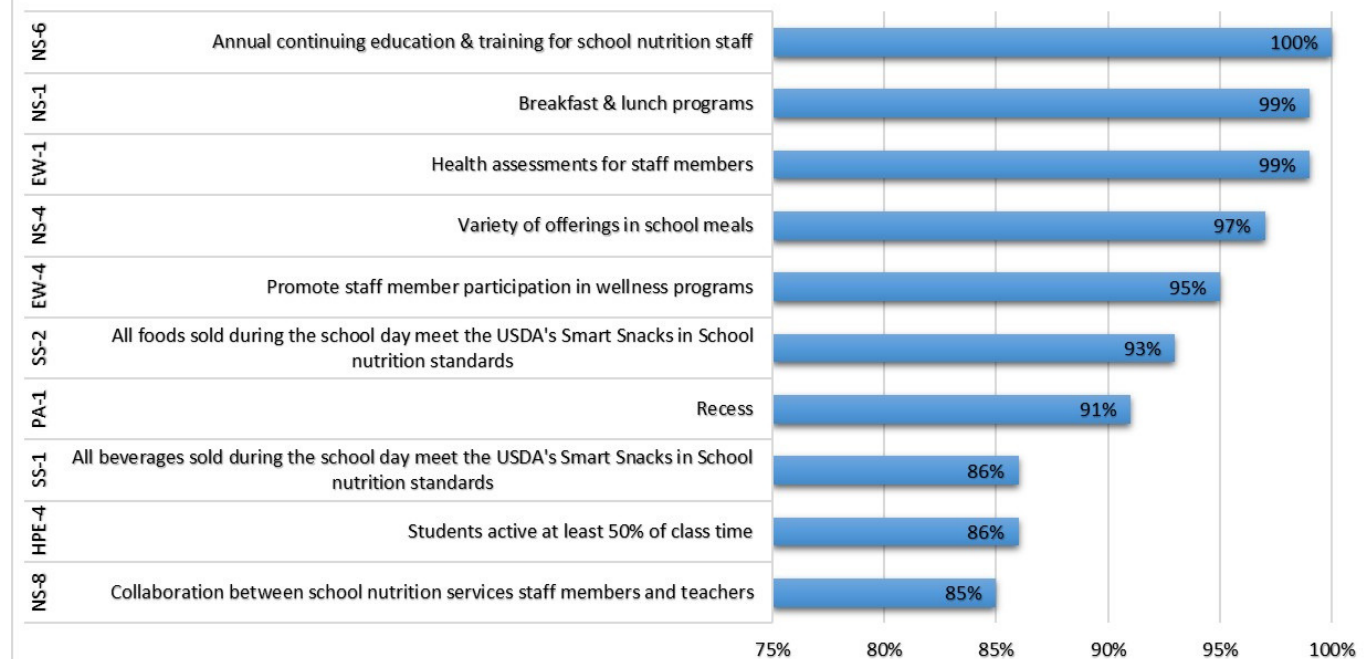 NS-6
Annual continuing education & training for school nutrition staff
100%
NS-1
Breakfast & lunch programs
99%
EW-1
Health assessments for staff members
99%
NS-4
Variety of offerings in school meals
97%
EW-4
Promote staff member participation in wellness programs
95%
SS-2
All foods sold during the school day meet the USDA's Smart Snacks in School
nutrition standards
93%
PA-1
Recess
91%
SS-1
All beverages sold during the school day meet the USDA's Smart Snacks in School
nutrition standards
86%
HPE-4
Students active at least 50% of class time
86%
NS-8
Collaboration between school nutrition services staff members and teachers
85%
75% 80% 85% 90% 95% 100%